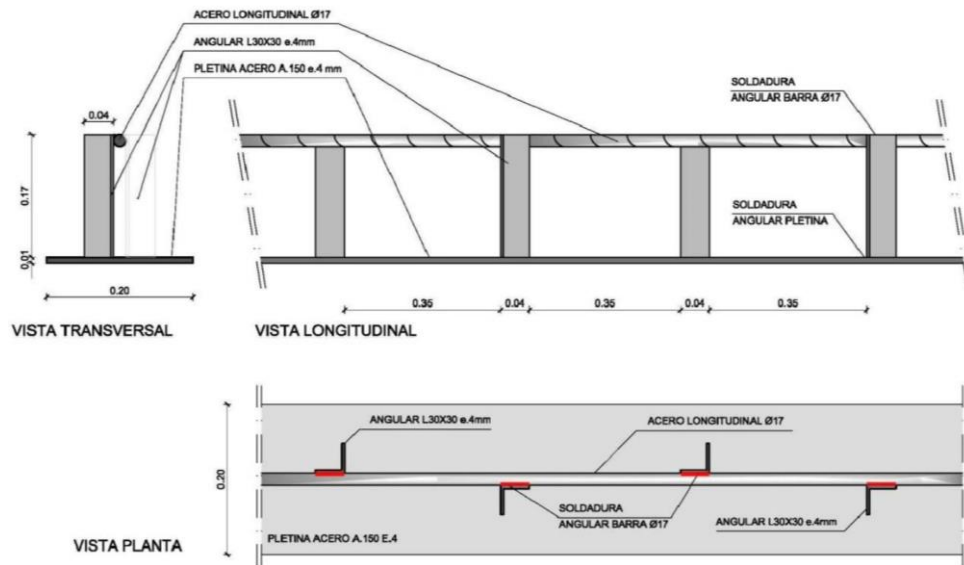 ACERO LONGITUDINAL Ø17
ANGULAR L30X30 e.4mm
PLETINA ACERO A.150 e.4 mm
SOLDADURA
ANGULAR BARRA Ø17
0.04
0.17
0.01
0.20
SOLDADURA
ANGULAR PLETINA
0.35
0.04
0.35
0.04
0.35
VISTA TRANSVERSAL
VISTA LONGITUDINAL
ANGULAR L30X30 e.4mm
ACERO LONGITUDINAL Ø17
0.20
SOLDADURA
ANGULAR BARRA Ø17
ANGULAR L30X30 e.4mm
PLETINA ACERO A.150 E.4
VISTA PLANTA